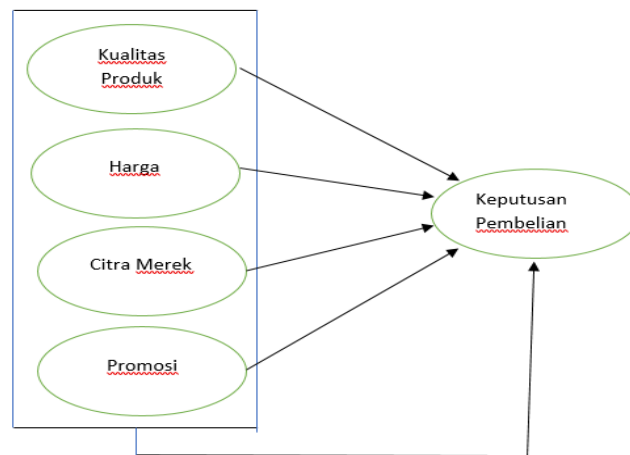 Kualitas
Produk
Harga
Citra Merek
Promosi
Keputusan
Pembelian